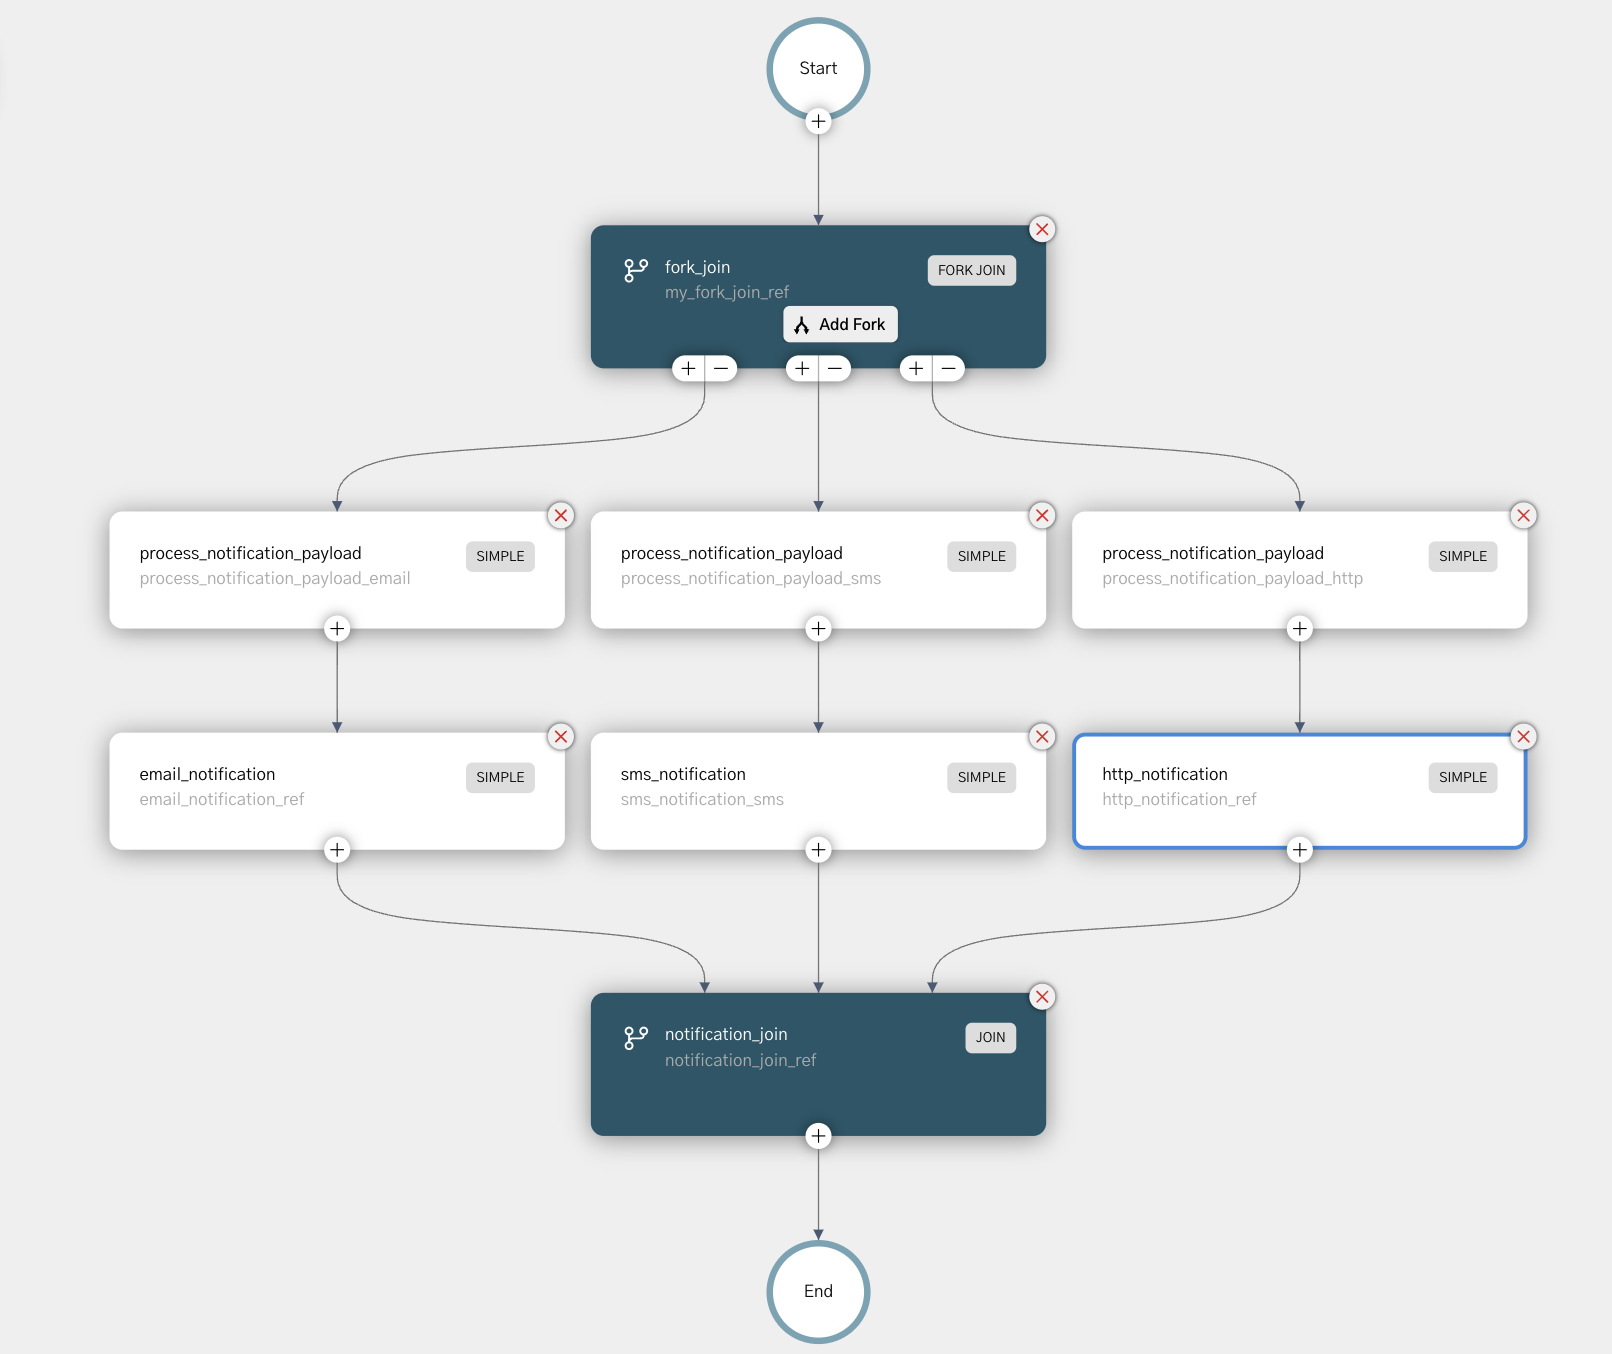 Start
fork_join
FORK JOIN
my_fork_join_ref
Add Fork
process_notification_payload
SIMPLE
process_notification_payload_email
process_notification_payload
SIMPLE
process_notification_payload_sms
process_notification_payload
SIMPLE
process_notification_payload_http
email_notification
SIMPLE
email_notification_ref
sms_notification
SIMPLE
sms_notification_sms
http_notification
SIMPLE
http_notification_ref
notification_join
JOIN
notification_join_ref
End